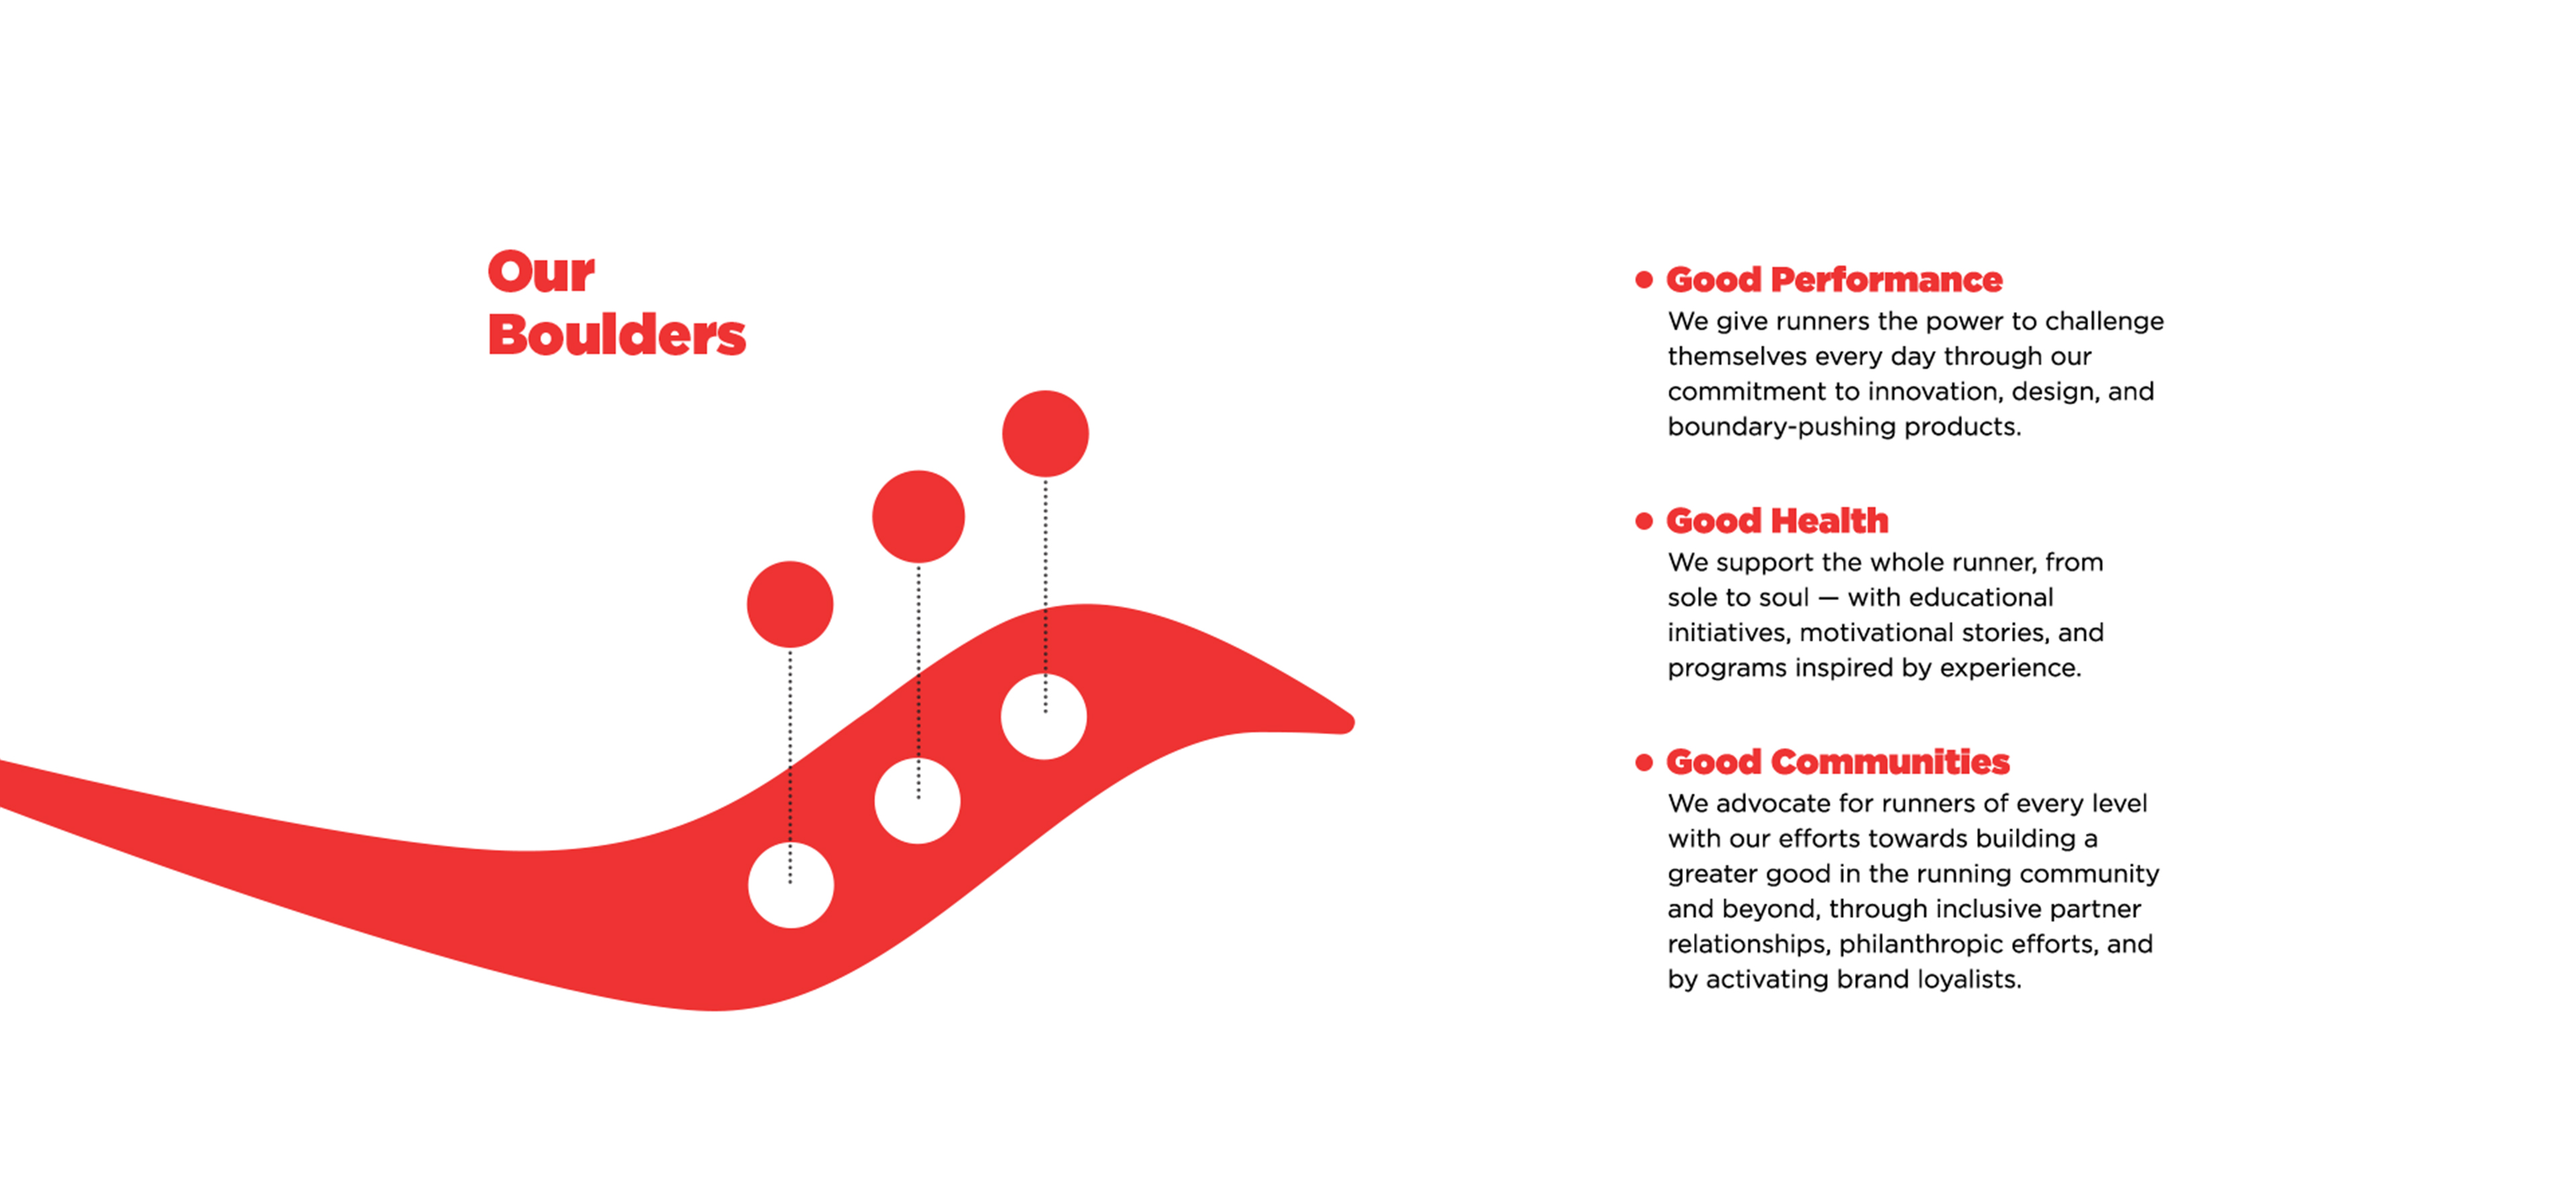 Our
Boulders
Good Performance
We give runners the power to challenge
themselves every day through our
commitment to innovation, design, and
boundary-pushing products.
Good Health
We support the whole runner, from
sole to soul — with educational
initiatives, motivational stories, and
programs inspired by experience.
Good Communities
We advocate for runners of every level
with our efforts towards building a
greater good in the running community
and beyond, through inclusive partner
relationships, philanthropic efforts, and
by activating brand loyalists.